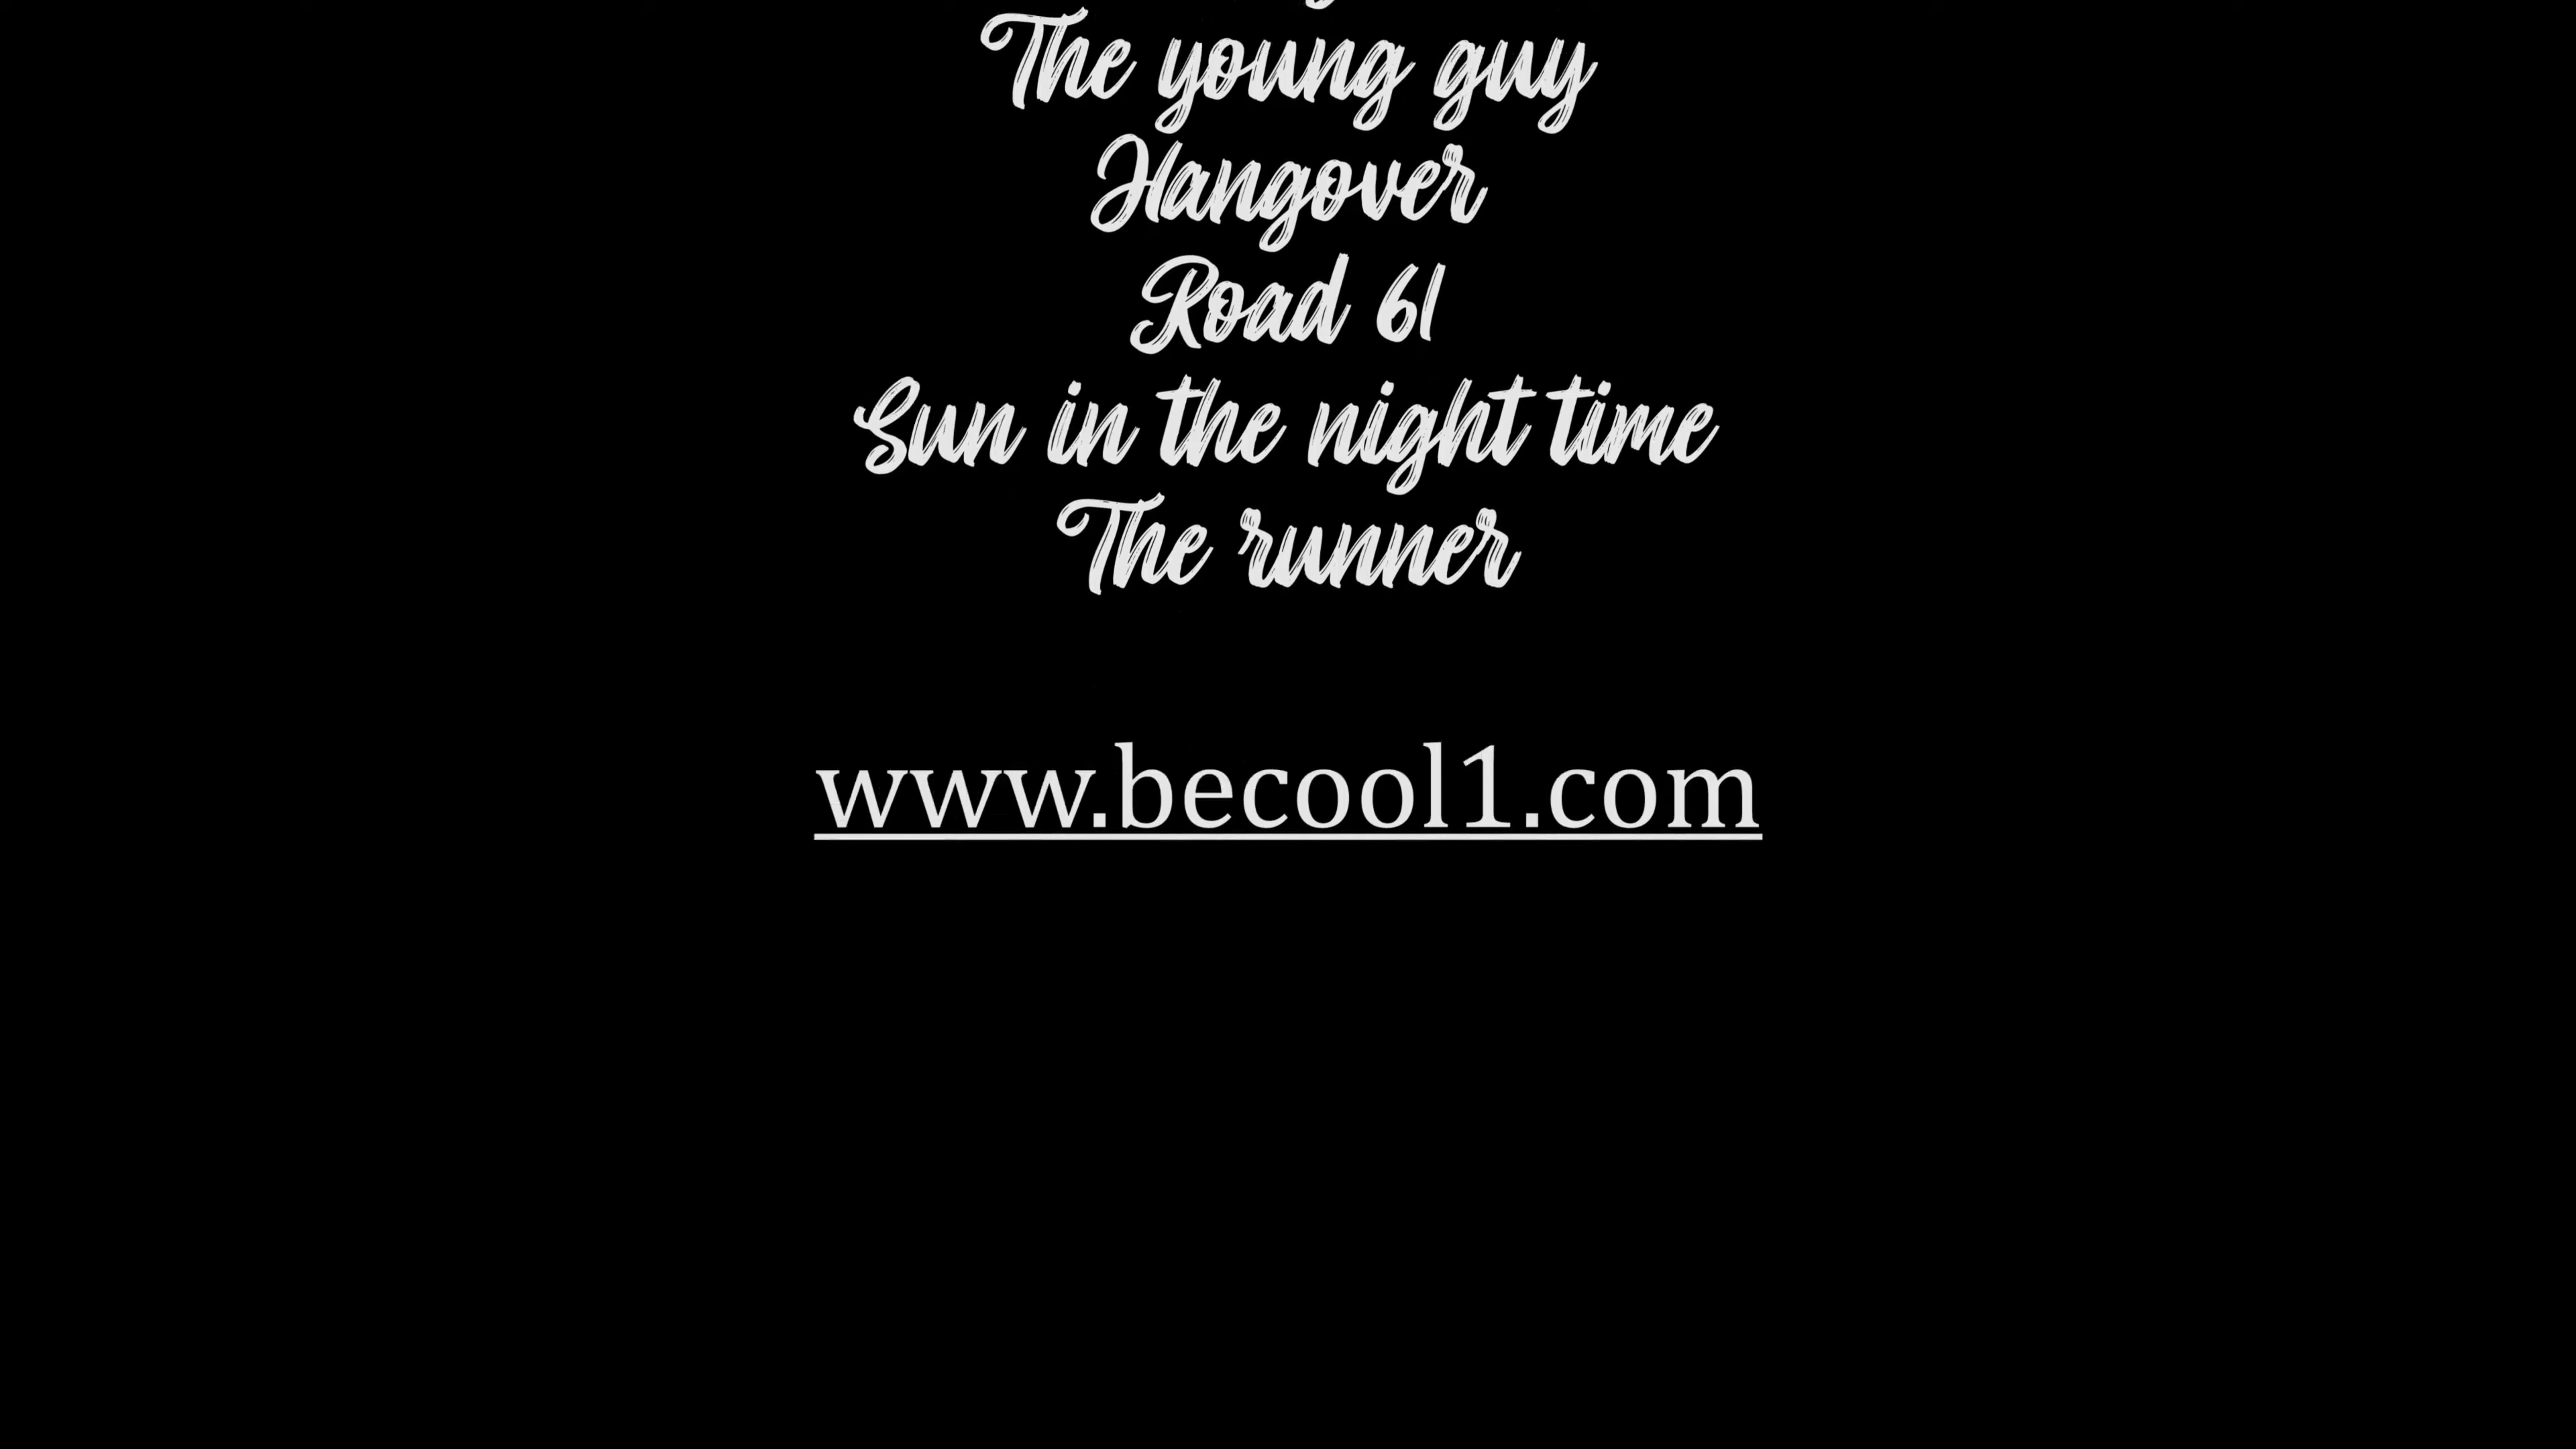 The young guy
Hangover
Road 61
Sun in the night time
The runner
www.becool1.com